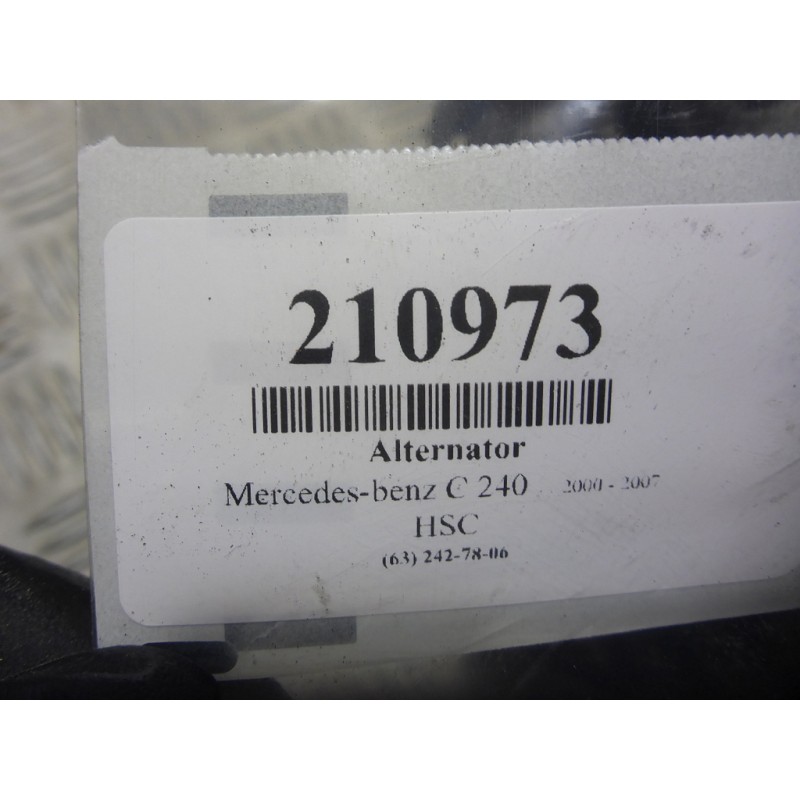 210973
Alternator
Mercedes-benz C 240 2000 - 2007
HSC
(63) 242-78-06